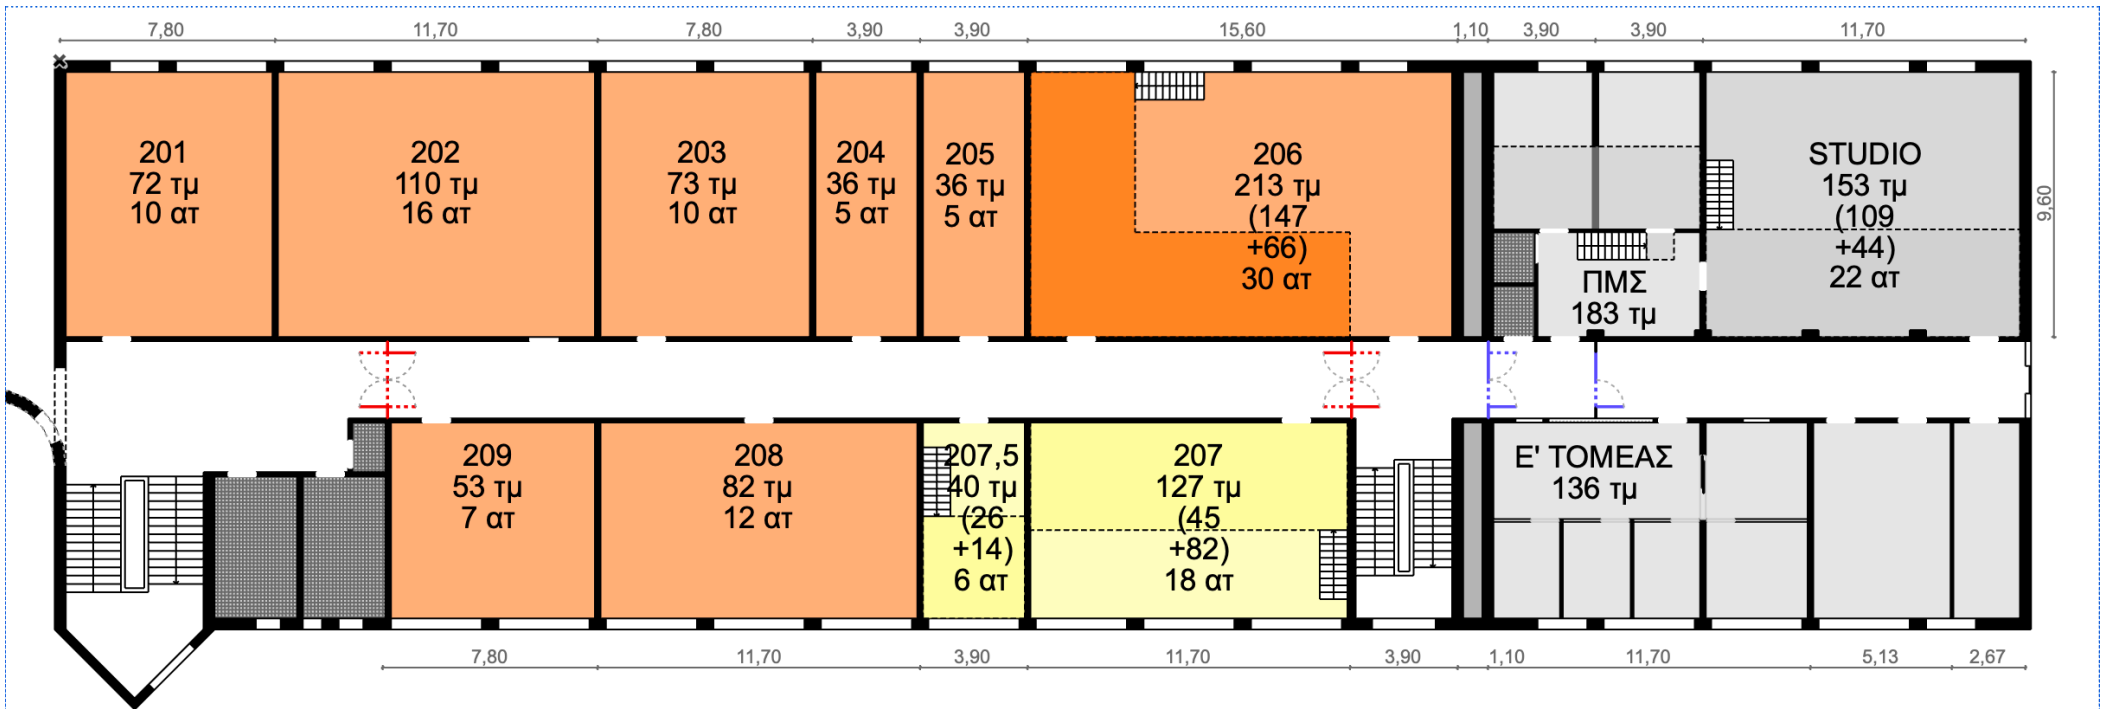 7,80
11,70
7,80
3,90
3,90
15,60
1,10
3,90
3,90
11,70
201
72 τμ
10 ατ
202
110 τμ
16 ατ
203
73 τμ
10 ατ
204
36 τμ
5 ατ
205
36 τμ
5 ατ
206
213 τμ
(147
+66)
30 ατ
ΠΜΣ
183 τμ
STUDIO
153 τμ
(109
+44)
22 ατ
9,60
209
53 τμ
7 ατ
208
82 τμ
12 ατ
207,5
40 τμ
(26
+14)
6 ατ
207
127 τμ
(45
+82)
18 ατ
Ε' ΤΟΜΕΑΣ
136 τμ
7,80
11,70
3,90
11,70
3,90
1,10
11,70
5,13
2,67